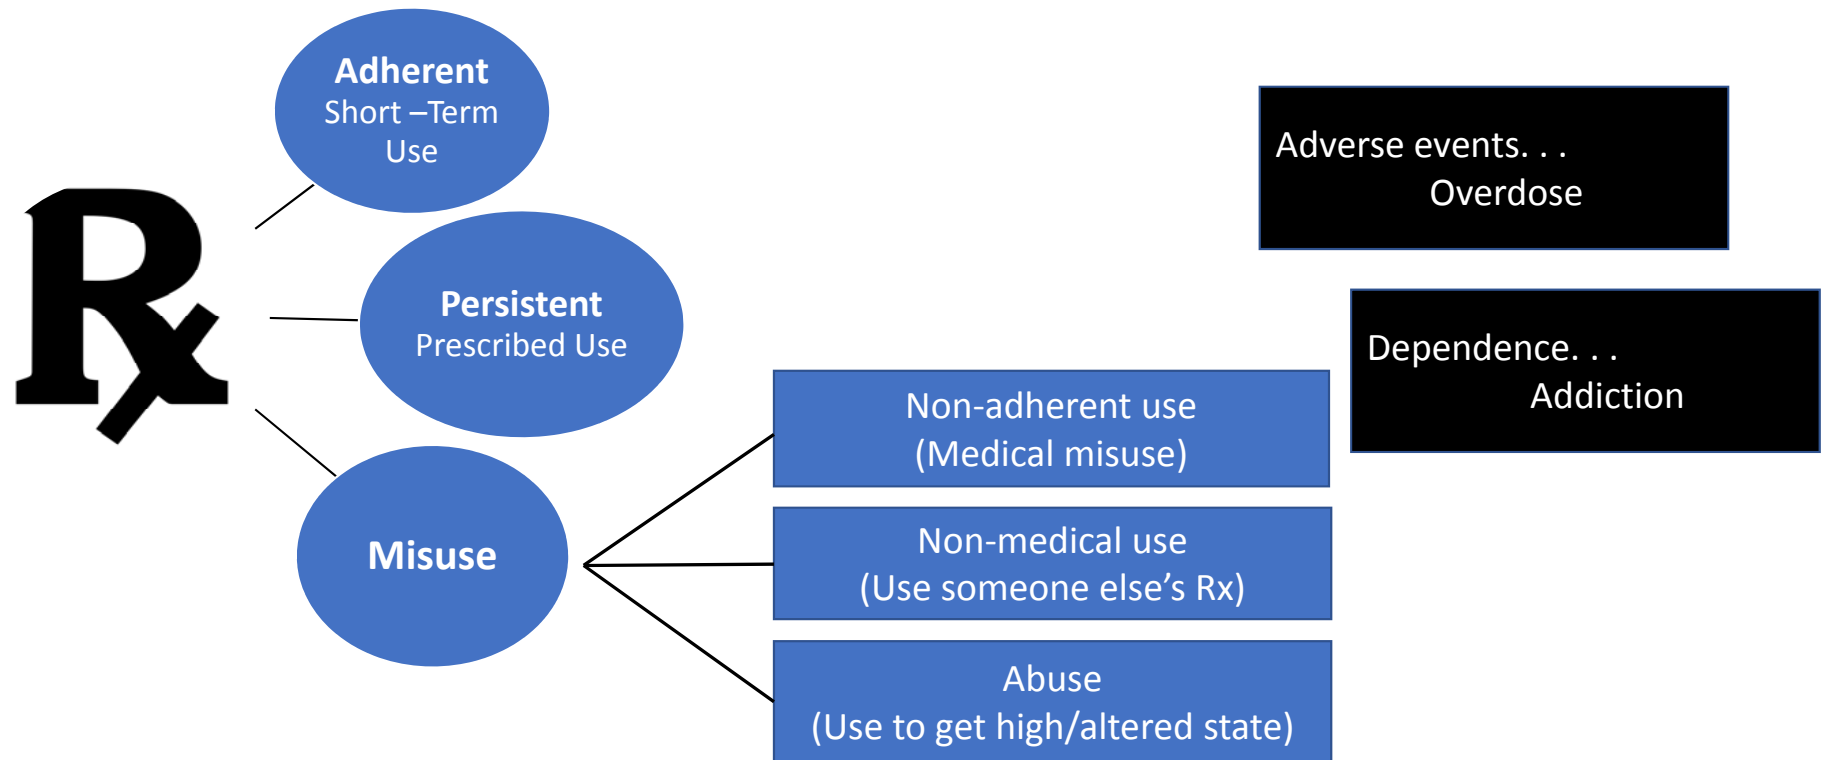 Adherent
Short –Term
Use
Rx
Persistent
Prescribed Use
Misuse
Non-adherent use
(Medical misuse)
Non-medical use
(Use someone else’s Rx)
Abuse
(Use to get high/altered state)
Adverse events. . .
Overdose
Dependence. . .
Addiction